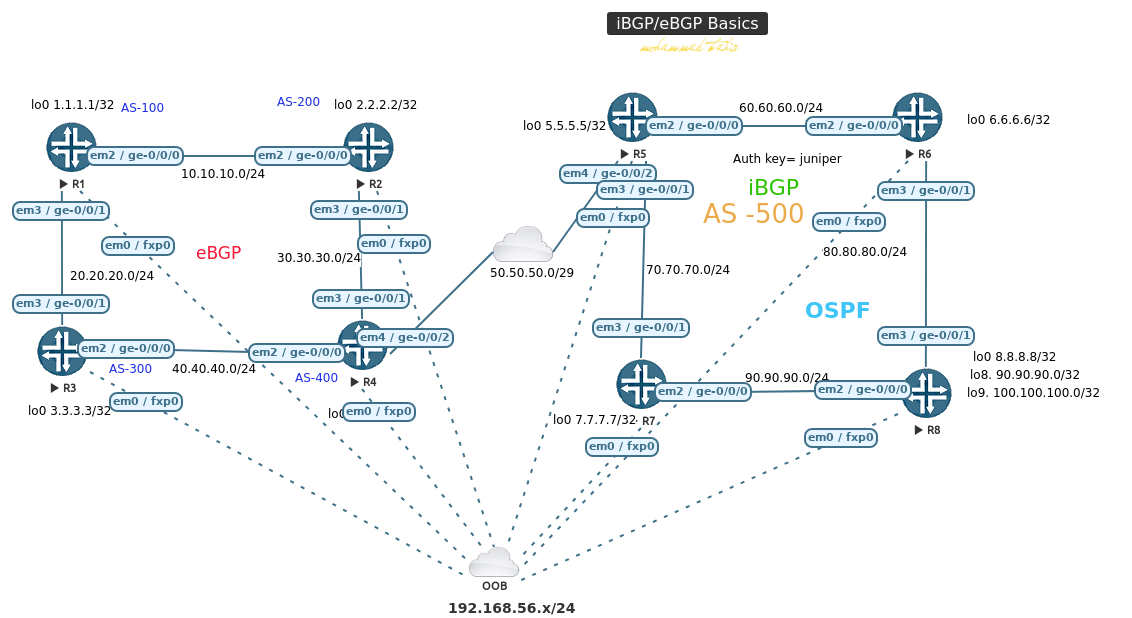 iBGP/eBGP Basics
mohammad tahir
lo0 1.1.1.1/32
AS-100
AS-200
lo0 2.2.2.2/32
em2 / ge-0/0/0
em2 / ge-0/0/0
10.10.10.0/24
R1
R2
em3 / ge-0/0/1
em3 / ge-0/0/1
em0 / fxp0
em0 / fxp0
eBGP
30.30.30.0/24
20.20.20.0/24
em3 / ge-0/0/1
em3 / ge-0/0/1
em2 / ge-0/0/0
em2 / ge-0/0/0
em4 / ge-0/0/2
AS-300
40.40.40.0/24
AS-400
R3
R4
lo0 3.3.3.3/32
em0 / fxp0
lo0
em0 / fxp0
50.50.50.0/29
lo0 5.5.5.5/32
em2 / ge-0/0/0
60.60.60.0/24
em2 / ge-0/0/0
lo0 6.6.6.6/32
R5
Auth key= juniper
R6
em4 / ge-0/0/2
em3 / ge-0/0/1
iBGP
em3 / ge-0/0/1
AS -500
em0 / fxp0
em0 / fxp0
80.80.80.0/24
70.70.70.0/24
OSPF
em3 / ge-0/0/1
em3 / ge-0/0/1
lo0 8.8.8.8/32
lo8. 90.90.90.0/32
lo9. 100.100.100.0/32
em2 / ge-0/0/0
90.90.90.0/24
em2 / ge-0/0/0
lo0 7.7.7.7/32
R7
R8
em0 / fxp0
em0 / fxp0
OOB
192.168.56.x/24